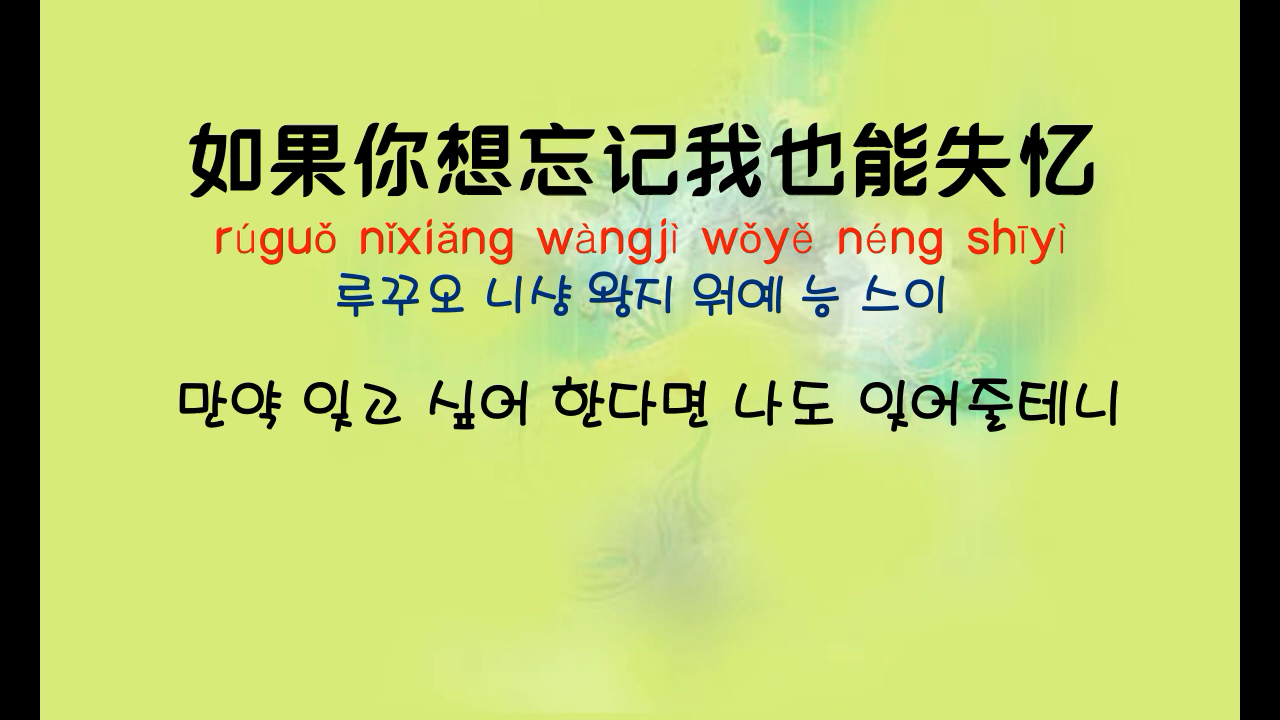 如果你想忘记我也能失忆
rúguǒ nǐxiǎng wàngjì wǒyě néng shīyì
루꾸오 니샹 왕지 워예 능 스이
만약 잊고 싶어 한다면 나도 잊어줄테니